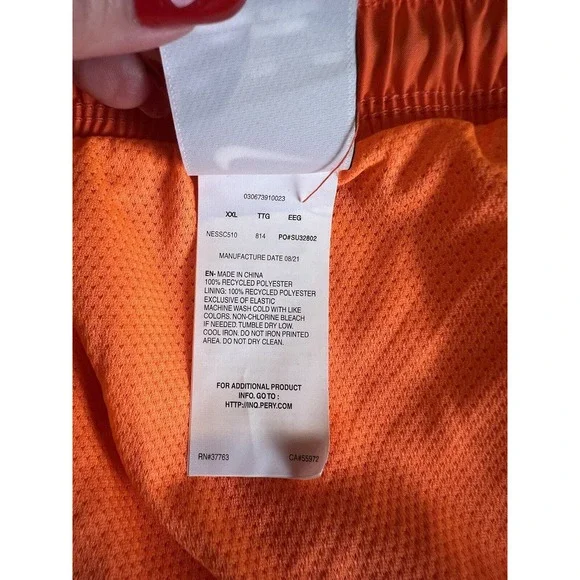 030673910023
XXL TTG EEG
NESSC510 814 PO#SU32802
MANUFACTURE DATE 08/21
EN- MADE IN CHINA
100% RECYCLED POLYESTER
LINING: 100% RECYCLED POLYESTER
EXCLUSIVE OF ELASTIC
MACHINE WASH COLD WITH LIKE
COLORS. NON-CHLORINE BLEACH
IF NEEDED. TUMBLE DRY LOW.
COOL IRON. DO NOT IRON PRINTED
AREA. DO NOT DRY CLEAN.
FOR ADDITIONAL PRODUCT
INFO. GO TO :
HTTP://INQ.PERY.COM
RN#37763 CA#55972